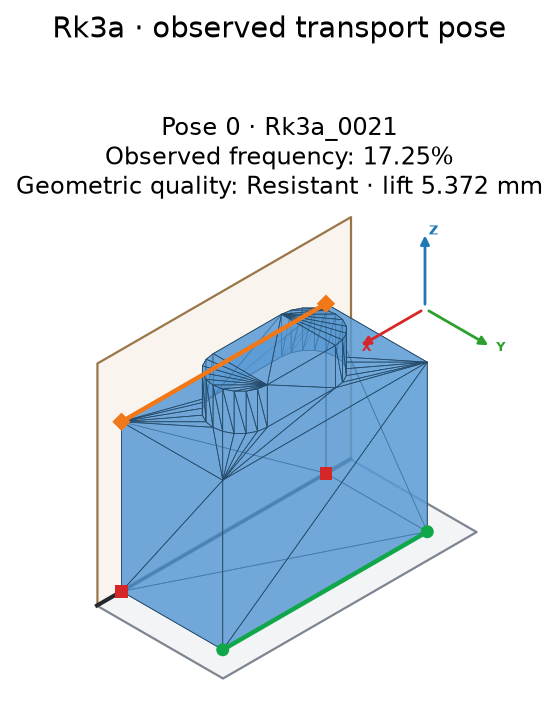 Rk3a · observed transport pose
Pose 0 · Rk3a_0021
Observed frequency: 17.25%
Geometric quality: Resistant · lift 5.372 mm
Z
X
Y